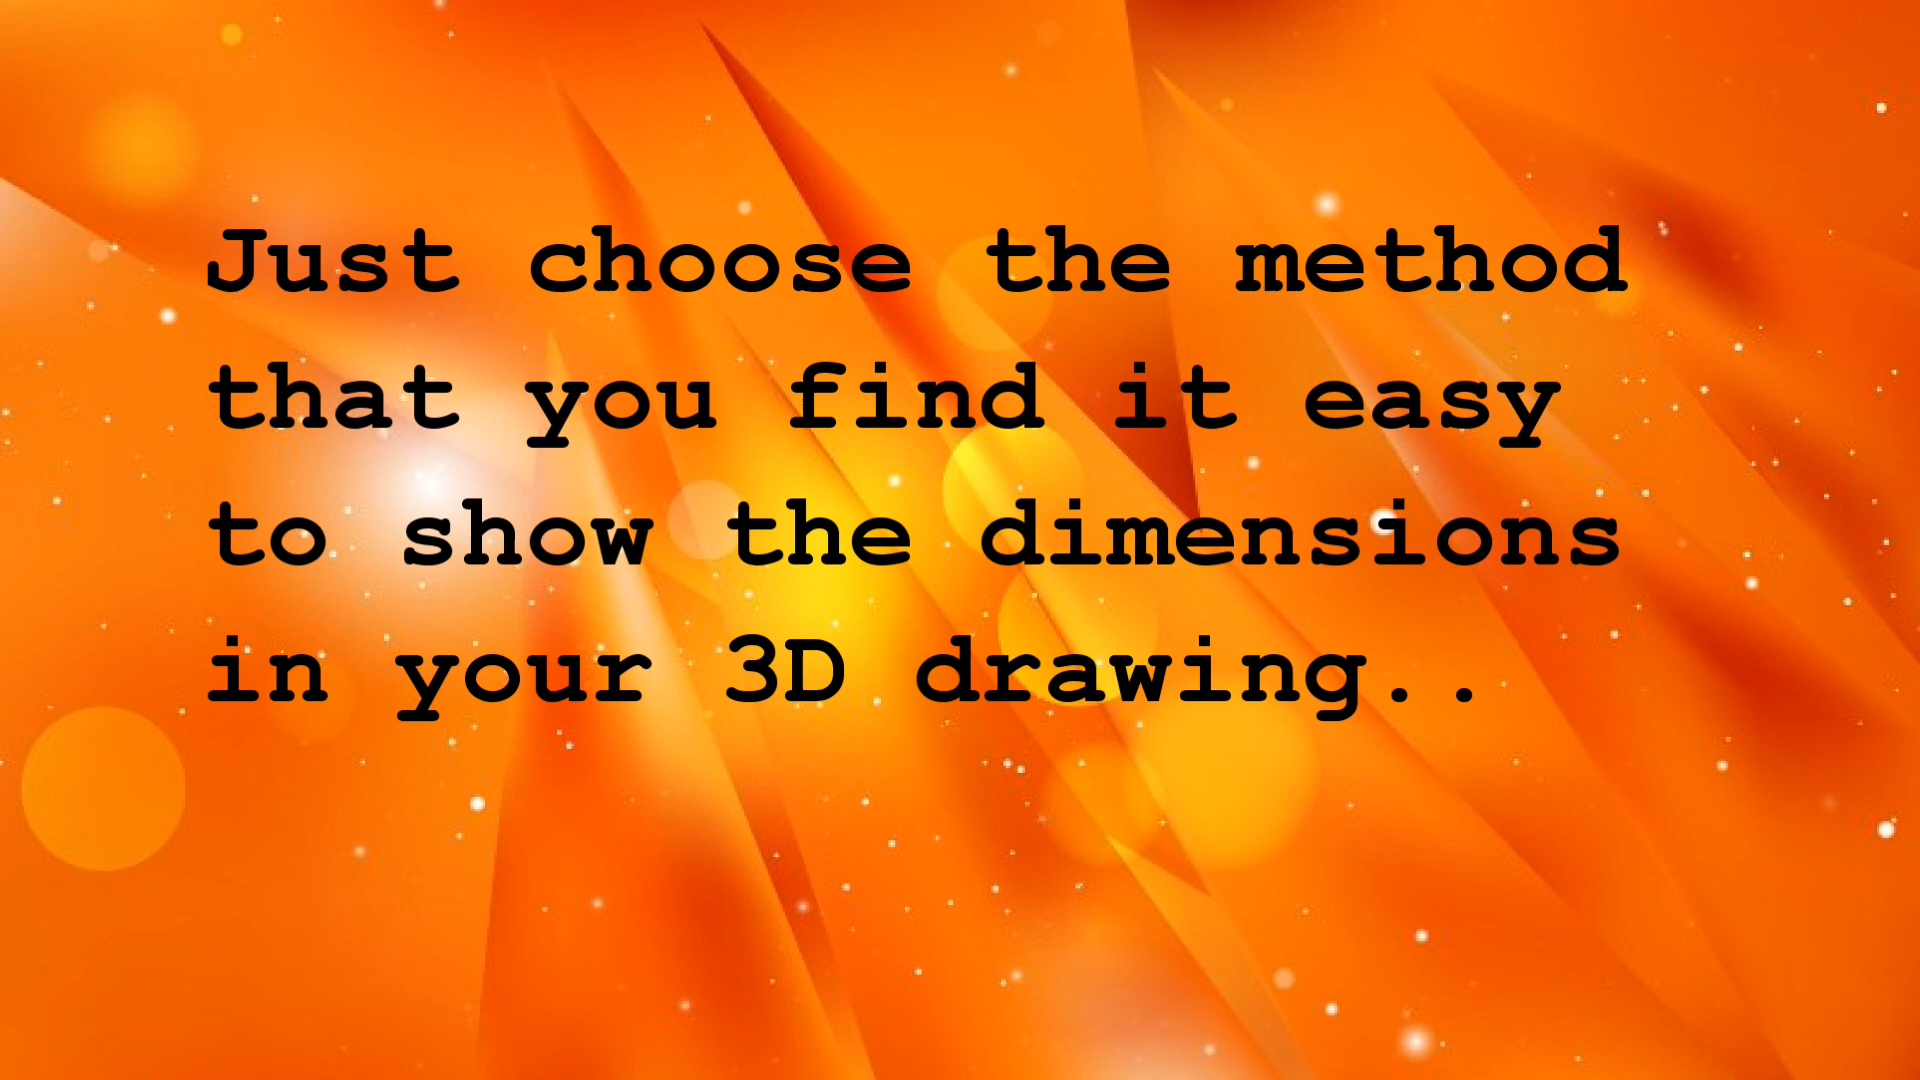 Just choose the method
that you find it easy
to show the dimensions
in your 3D drawing..